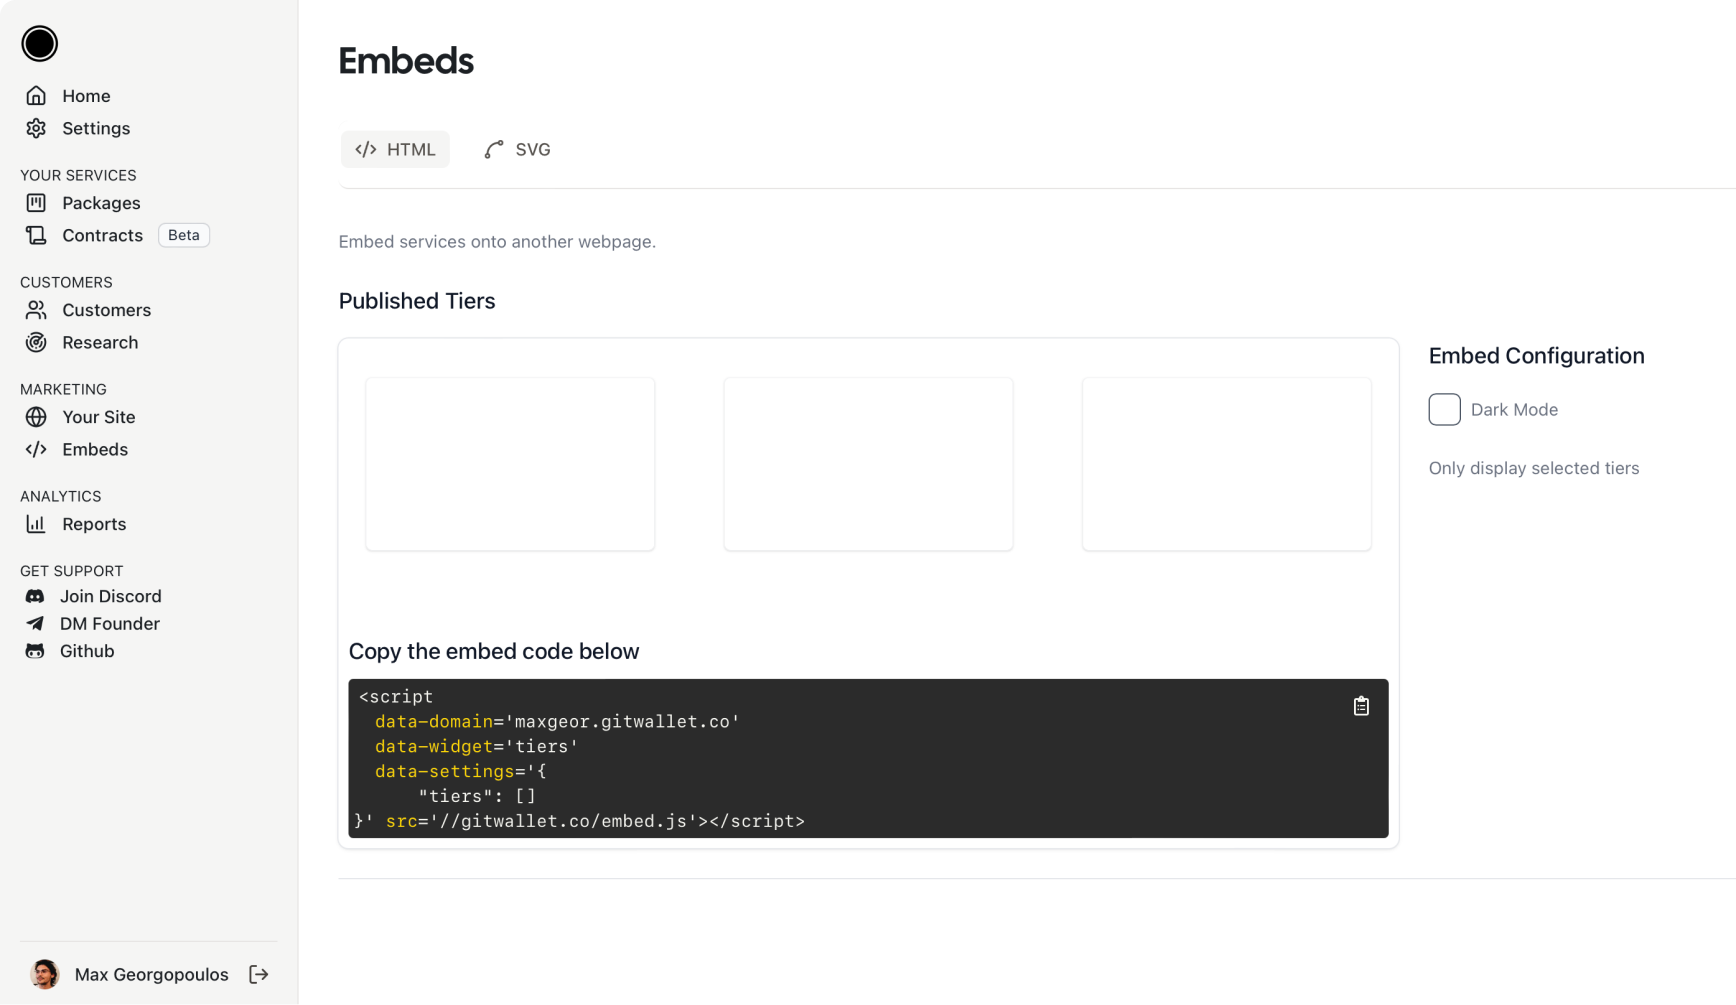 Home
Settings
YOUR SERVICES
Packages
Contracts Beta
CUSTOMERS
Customers
Research
MARKETING
Your Site
Embeds
ANALYTICS
Reports
GET SUPPORT
Join Discord
DM Founder
Github
Max Georgopoulos
Embeds
HTML SVG
Embed services onto another webpage.
Published Tiers
Copy the embed code below
<script
data-domain='maxgeor.gitwallet.co'
data-widget='tiers'
data-settings='{
"tiers": []
}' src='//gitwallet.co/embed.js'></script>
Embed Configuration
Dark Mode
Only display selected tiers